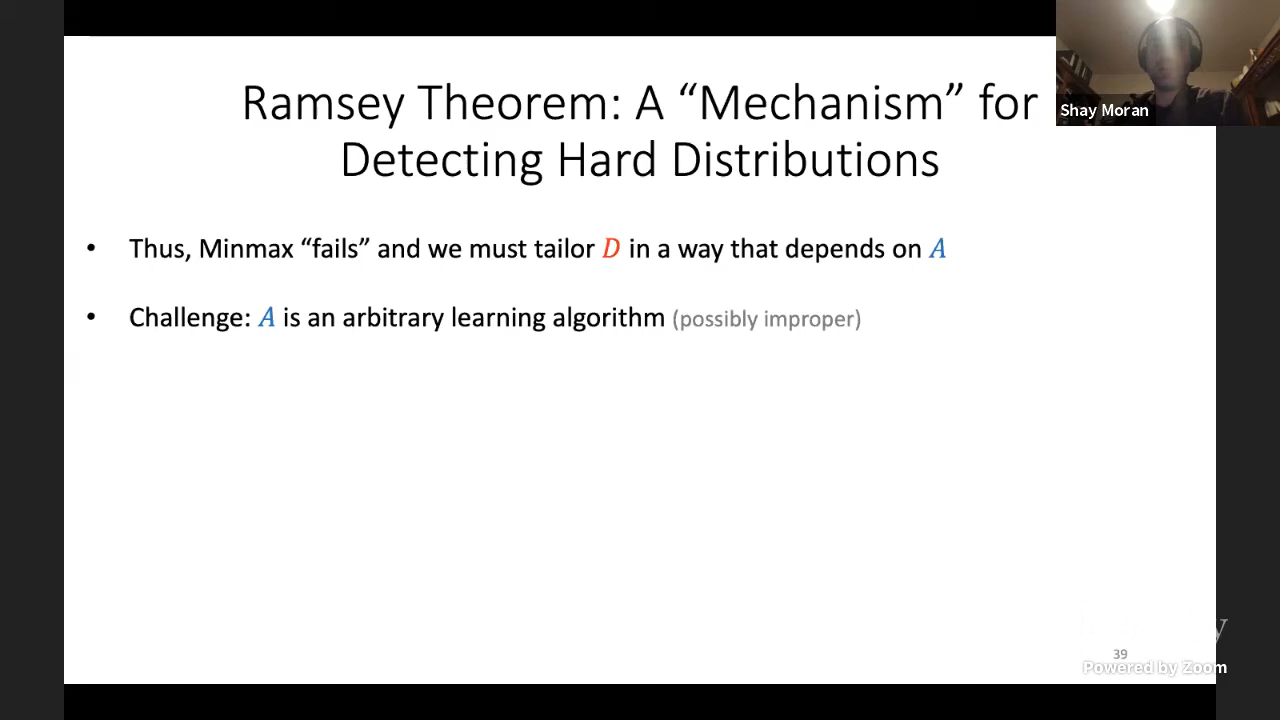 Ramsey Theorem: A “Mechanism” for
Detecting Hard Distributions
Shay Moran
• Thus, Minmax “fails” and we must tailor D in a way that depends on A
• Challenge: A is an arbitrary learning algorithm (possibly improper)
39
Powered by Zoom